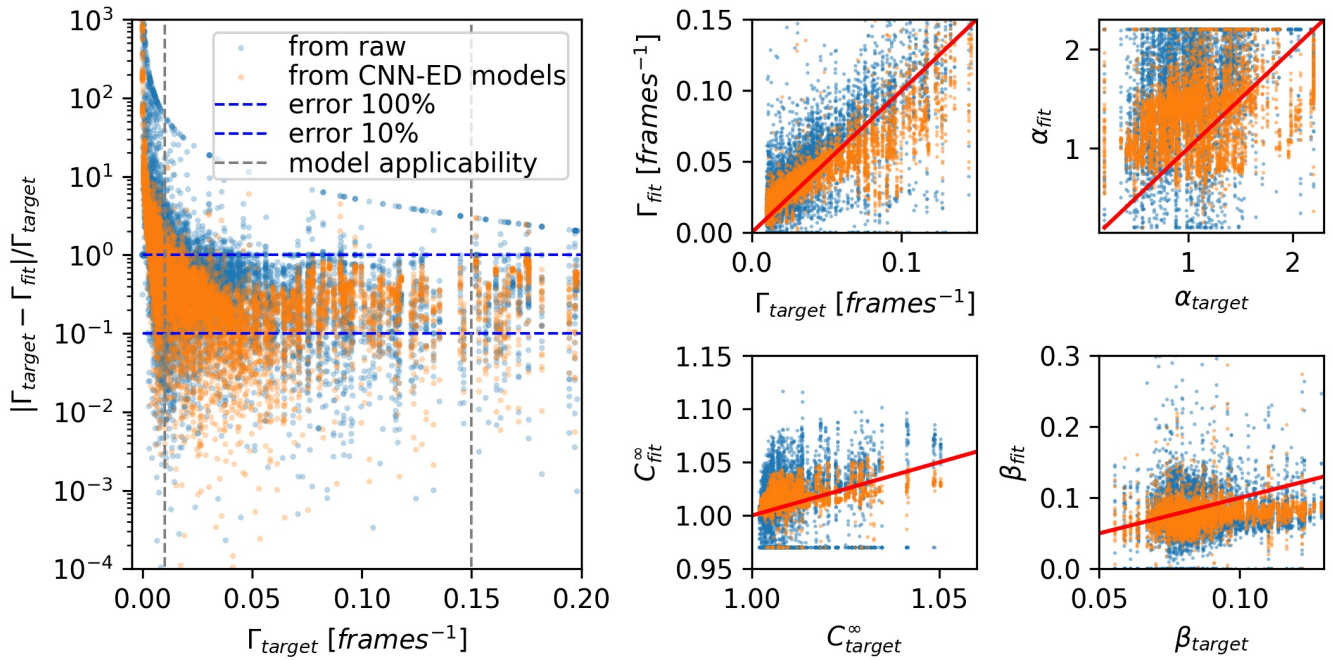 |Γ_target − Γ_fit|/Γ_target
10^3
10^2
10^1
10^0
10^−1
10^−2
10^−3
10^−4
from raw
from CNN-ED models
error 100%
error 10%
model applicability
0.00 0.05 0.10 0.15 0.20
Γ_target [frames^−1]
Γ_fit [frames^−1]
0.15
0.10
0.05
0.00
0.0 0.1
Γ_target [frames^−1]
α_fit
2
1
1 2
α_target
C^∞_fit
1.15
1.10
1.05
1.00
0.95
1.00 1.05
C^∞_target
β_fit
0.3
0.2
0.1
0.0
0.05 0.10
β_target